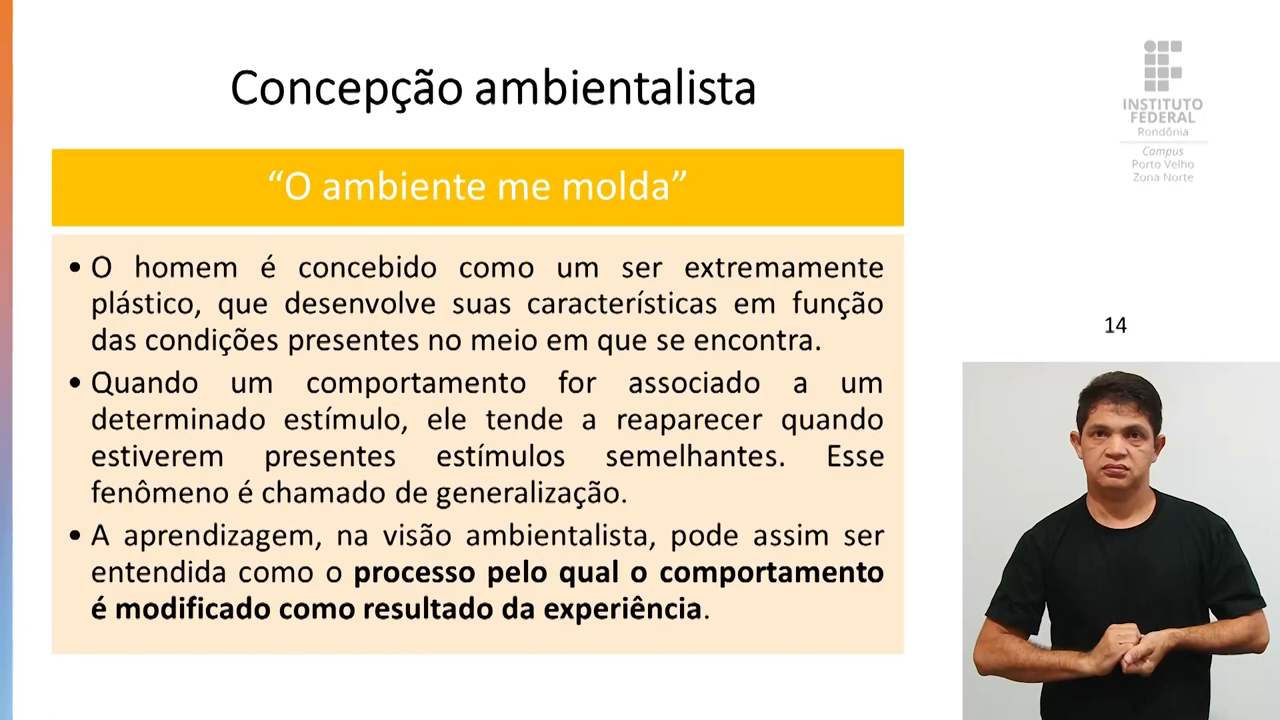 Concepção ambientalista
“O ambiente me molda”
• O homem é concebido como um ser extremamente
plástico, que desenvolve suas características em função
das condições presentes no meio em que se encontra.
• Quando um comportamento for associado a um
determinado estímulo, ele tende a reaparecer quando
estiverem presentes estímulos semelhantes. Esse
fenômeno é chamado de generalização.
• A aprendizagem, na visão ambientalista, pode assim ser
entendida como o processo pelo qual o comportamento
é modificado como resultado da experiência.
INSTITUTO
FEDERAL
Rondônia
Campus
Porto Velho
Zona Norte
14